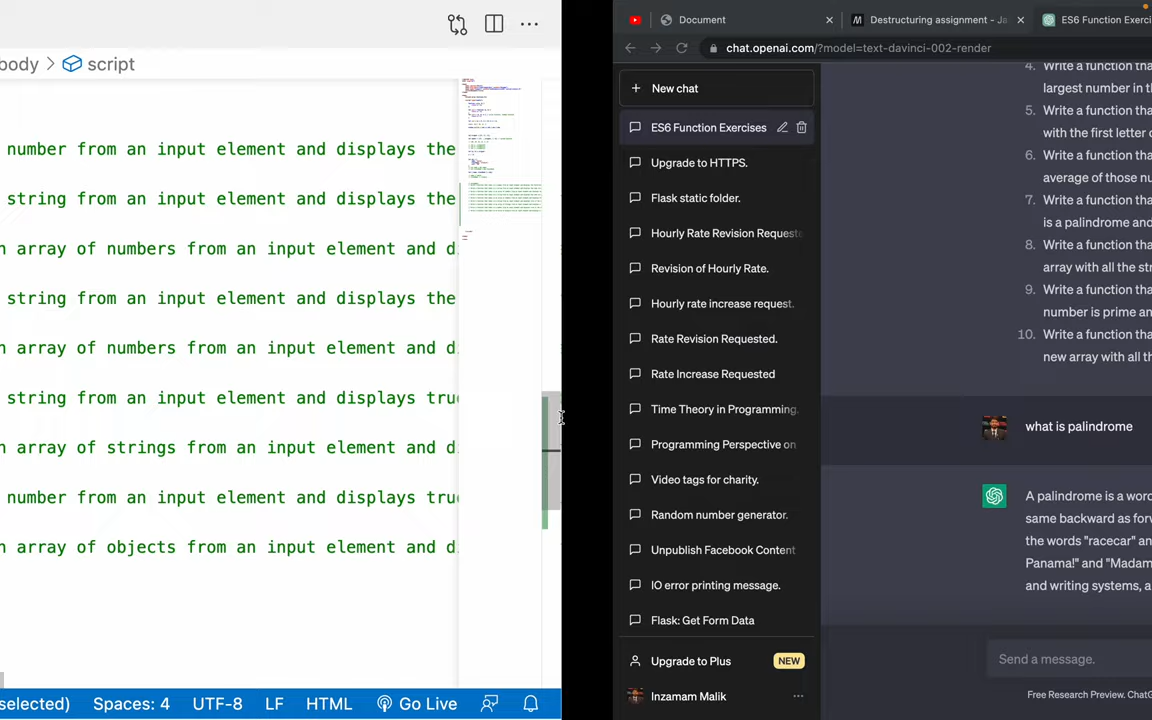 body > script
number from an input element and displays the
string from an input element and displays the
n array of numbers from an input element and d
string from an input element and displays the
n array of numbers from an input element and d
string from an input element and displays true
n array of strings from an input element and d
number from an input element and displays true
n array of objects from an input element and d
selected) Spaces: 4 UTF-8 LF HTML Go Live
Document
Destructuring assignment - Ja
ES6 Function Exerci
chat.openai.com/?model=text-davinci-002-render
New chat
ES6 Function Exercises
Upgrade to HTTPS.
Flask static folder.
Hourly Rate Revision Requeste
Revision of Hourly Rate.
Hourly rate increase request.
Rate Revision Requested.
Rate Increase Requested
Time Theory in Programming.
Programming Perspective on
Video tags for charity.
Random number generator.
Unpublish Facebook Content
IO error printing message.
Flask: Get Form Data
Upgrade to Plus NEW
Inzamam Malik
4. Write a function tha
largest number in th
5. Write a function tha
with the first letter o
6. Write a function tha
average of those nu
7. Write a function tha
is a palindrome and
8. Write a function tha
array with all the str
9. Write a function tha
number is prime an
10. Write a function tha
new array with all th
what is palindrome
A palindrome is a word
same backward as forw
the words "racecar" an
Panama!" and "Madam
and writing systems, a
Send a message.
Free Research Preview. ChatG